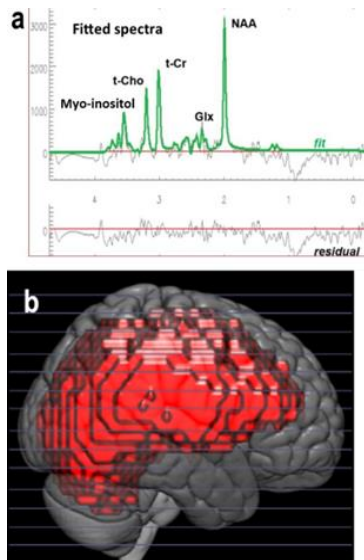 a
Fitted spectra
NAA
t-Cr
t-Cho
Myo-inositol
Glx
fit
3000
2000
1000
0
4
3
2
1
0
0
residual
b